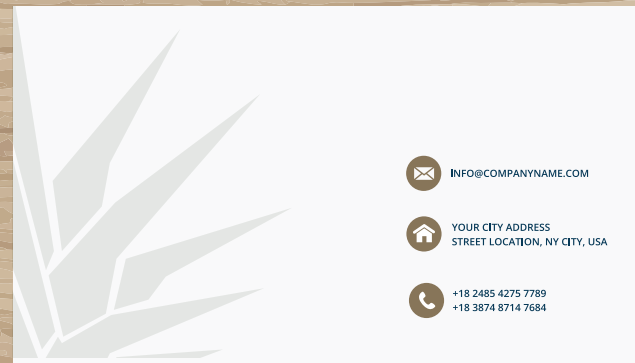 INFO@COMPANYNAME.COM
YOUR CITY ADDRESS
STREET LOCATION, NY CITY, USA
+18 2485 4275 7789
+18 3874 8714 7684